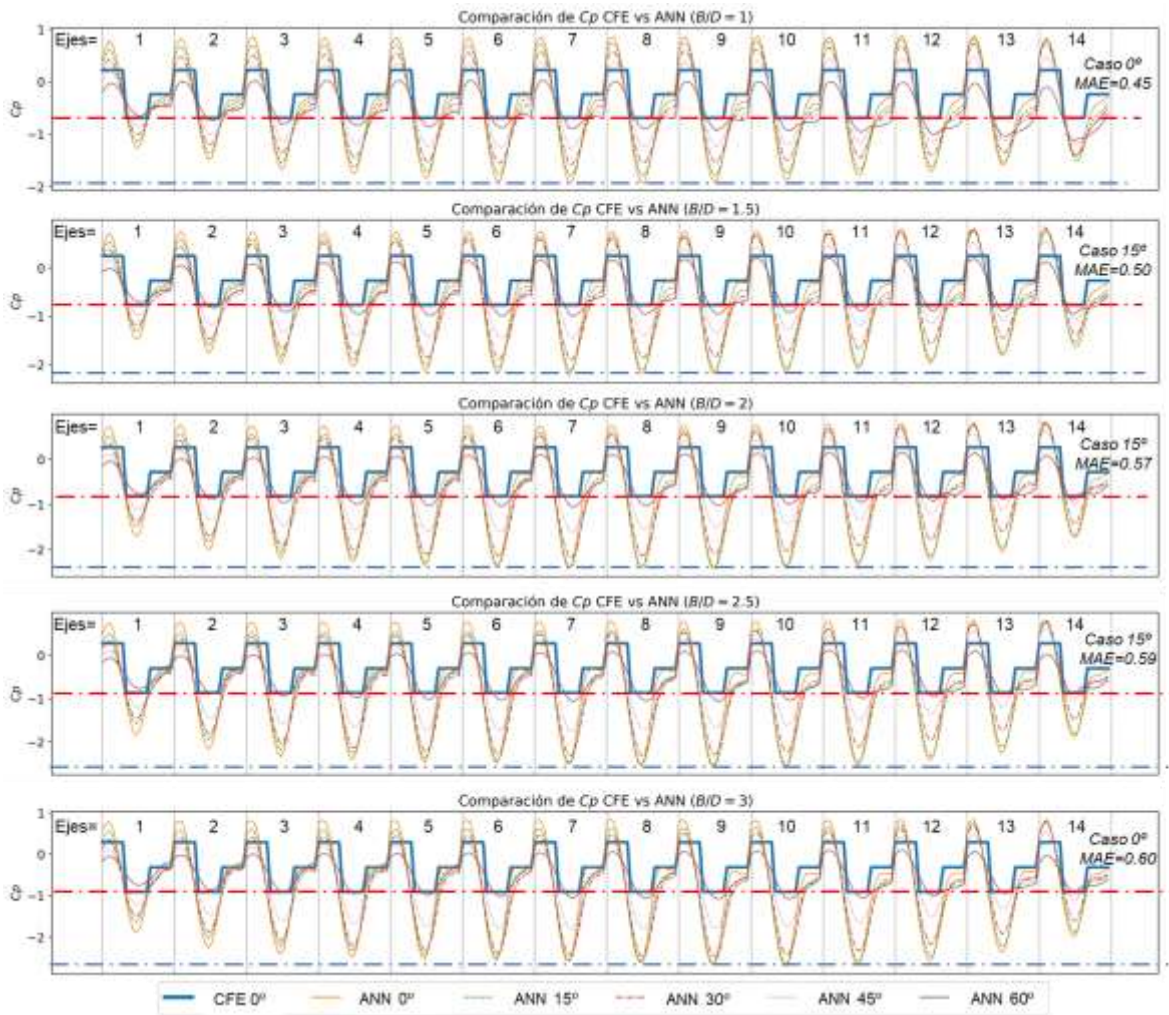 Comparación de Cp CFE vs ANN (B/D = 1)
Ejes= 1 2 3 4 5 6 7 8 9 10 11 12 13 14
Caso 0º
MAE=0.45
1
0
−1
−2
Cp
Comparación de Cp CFE vs ANN (B/D = 1.5)
Ejes= 1 2 3 4 5 6 7 8 9 10 11 12 13 14
Caso 15º
MAE=0.50
0
−1
−2
Cp
Comparación de Cp CFE vs ANN (B/D = 2)
Ejes= 1 2 3 4 5 6 7 8 9 10 11 12 13 14
Caso 15º
MAE=0.57
0
−1
−2
Cp
Comparación de Cp CFE vs ANN (B/D = 2.5)
Ejes= 1 2 3 4 5 6 7 8 9 10 11 12 13 14
Caso 15º
MAE=0.59
0
−1
−2
Cp
Comparación de Cp CFE vs ANN (B/D = 3)
Ejes= 1 2 3 4 5 6 7 8 9 10 11 12 13 14
Caso 0º
MAE=0.60
1
0
−1
−2
Cp
CFE 0º ANN 0º ANN 15º ANN 30º ANN 45º ANN 60º